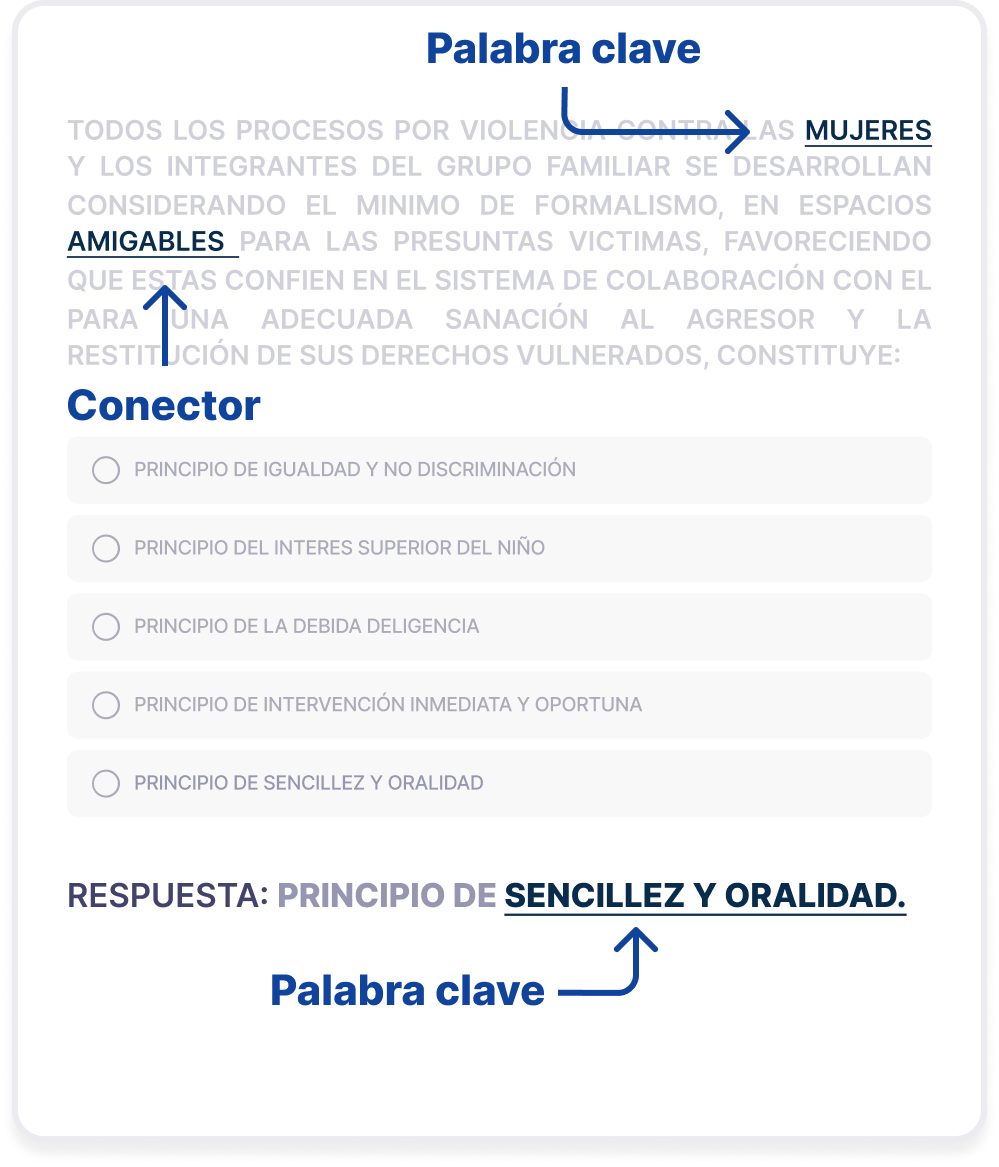 Palabra clave
TODOS LOS PROCESOS POR VIOLENCIA CONTRA LAS MUJERES
Y LOS INTEGRANTES DEL GRUPO FAMILIAR SE DESARROLLAN
CONSIDERANDO EL MINIMO DE FORMALISMO, EN ESPACIOS
AMIGABLES PARA LAS PRESUNTAS VICTIMAS, FAVORECIENDO
QUE ESTAS CONFIEN EN EL SISTEMA DE COLABORACIÓN CON EL
PARA UNA ADECUADA SANACIÓN AL AGRESOR Y LA
RESTITUCIÓN DE SUS DERECHOS VULNERADOS, CONSTITUYE:
Conector
PRINCIPIO DE IGUALDAD Y NO DISCRIMINACIÓN
PRINCIPIO DEL INTERES SUPERIOR DEL NIÑO
PRINCIPIO DE LA DEBIDA DELIGENCIA
PRINCIPIO DE INTERVENCIÓN INMEDIATA Y OPORTUNA
PRINCIPIO DE SENCILLEZ Y ORALIDAD
RESPUESTA: PRINCIPIO DE SENCILLEZ Y ORALIDAD.
Palabra clave